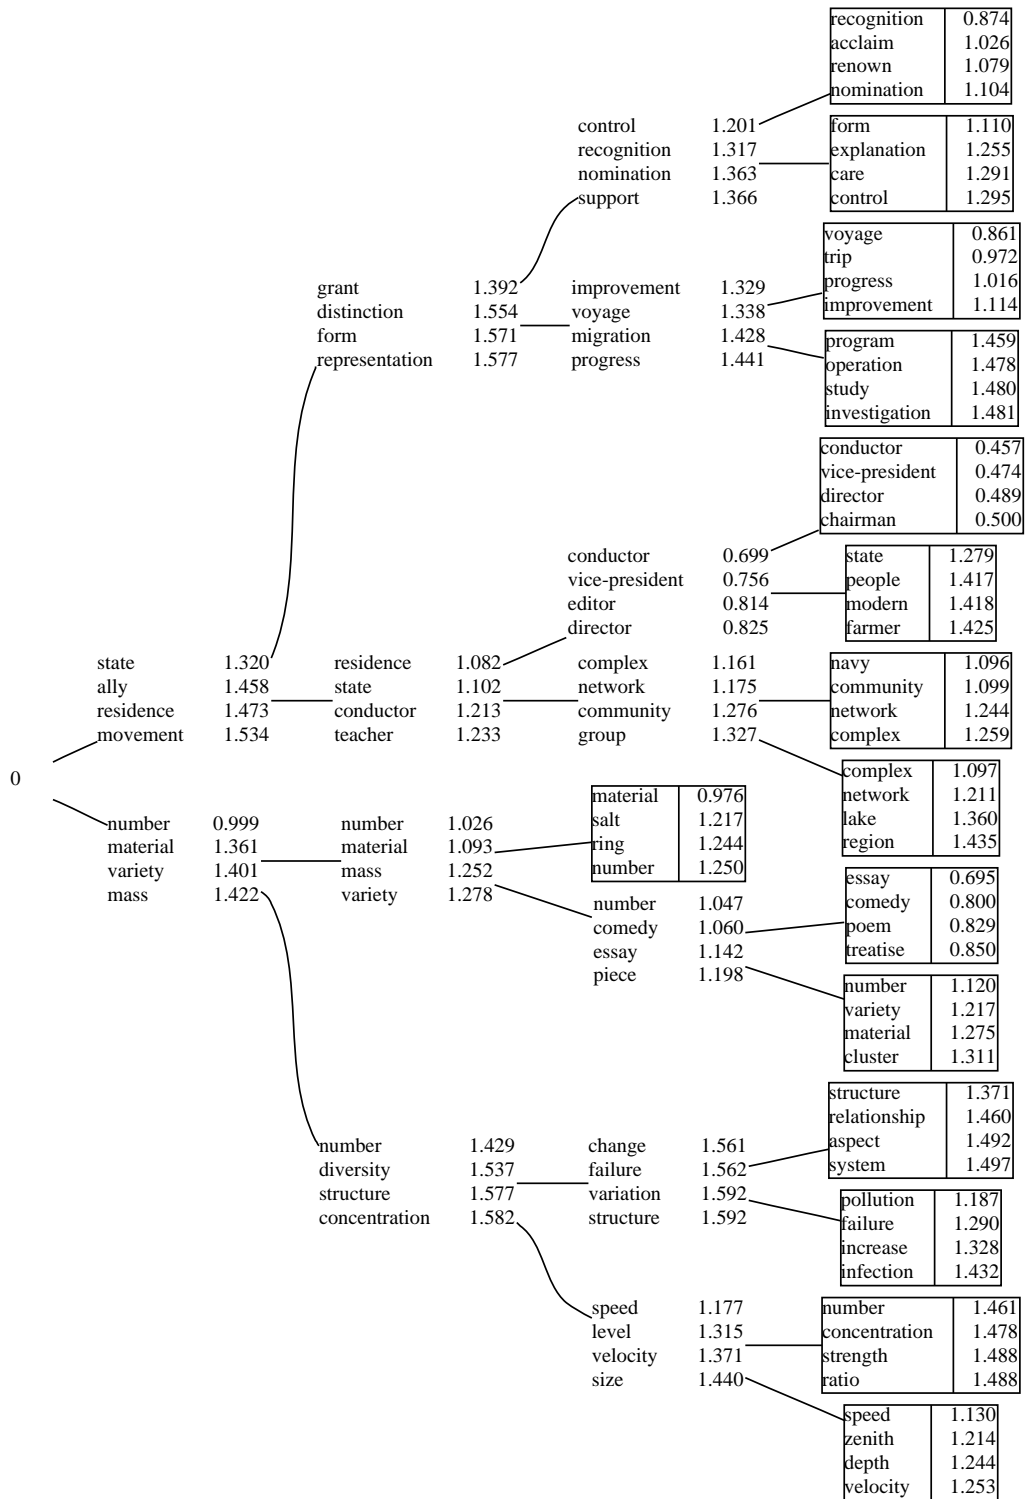 recognition 0.874
acclaim 1.026
renown 1.079
nomination 1.104
control 1.201
recognition 1.317
nomination 1.363
support 1.366
form 1.110
explanation 1.255
care 1.291
control 1.295
voyage 0.861
trip 0.972
progress 1.016
improvement 1.114
grant 1.392
distinction 1.554
form 1.571
representation 1.577
improvement 1.329
voyage 1.338
migration 1.428
progress 1.441
program 1.459
operation 1.478
study 1.480
investigation 1.481
conductor 0.457
vice-president 0.474
director 0.489
chairman 0.500
conductor 0.699
vice-president 0.756
editor 0.814
director 0.825
state 1.279
people 1.417
modern 1.418
farmer 1.425
state 1.320
ally 1.458
residence 1.473
movement 1.534
residence 1.082
state 1.102
conductor 1.213
teacher 1.233
complex 1.161
network 1.175
community 1.276
group 1.327
navy 1.096
community 1.099
network 1.244
complex 1.259
0
complex 1.097
network 1.211
lake 1.360
region 1.435
number 0.999
material 1.361
variety 1.401
mass 1.422
number 1.026
material 1.093
mass 1.252
variety 1.278
material 0.976
salt 1.217
ring 1.244
number 1.250
number 1.047
comedy 1.060
essay 1.142
piece 1.198
essay 0.695
comedy 0.800
poem 0.829
treatise 0.850
number 1.120
variety 1.217
material 1.275
cluster 1.311
structure 1.371
relationship 1.460
aspect 1.492
system 1.497
number 1.429
diversity 1.537
structure 1.577
concentration 1.582
change 1.561
failure 1.562
variation 1.592
structure 1.592
pollution 1.187
failure 1.290
increase 1.328
infection 1.432
speed 1.177
level 1.315
velocity 1.371
size 1.440
number 1.461
concentration 1.478
strength 1.488
ratio 1.488
speed 1.130
zenith 1.214
depth 1.244
velocity 1.253